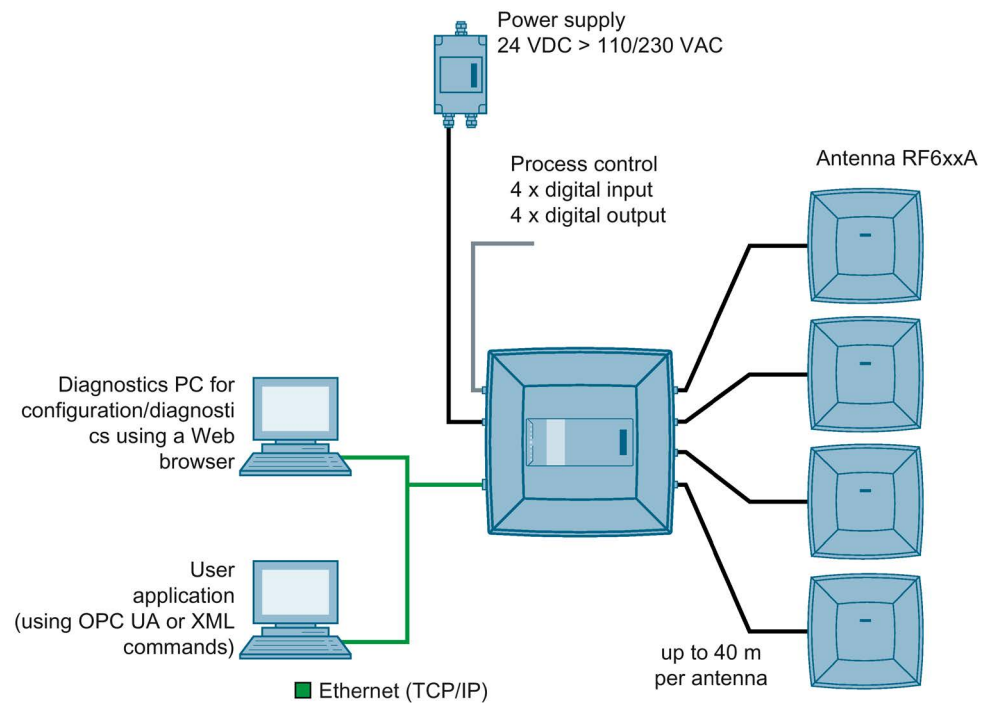 Power supply
24 VDC > 110/230 VAC
Process control
4 x digital input
4 x digital output
Antenna RF6xxA
Diagnostics PC for
configuration/diagnosti
cs using a Web
browser
User
application
(using OPC UA or XML
commands)
up to 40 m
per antenna
Ethernet (TCP/IP)